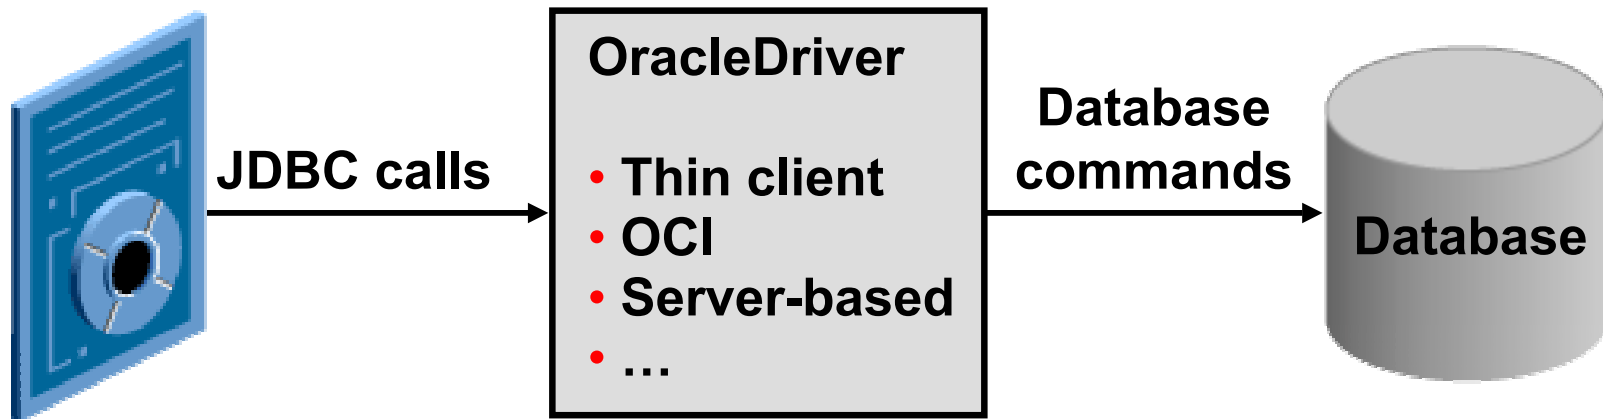 JDBC calls
OracleDriver
• Thin client
• OCI
• Server-based
• …
Database
commands
Database